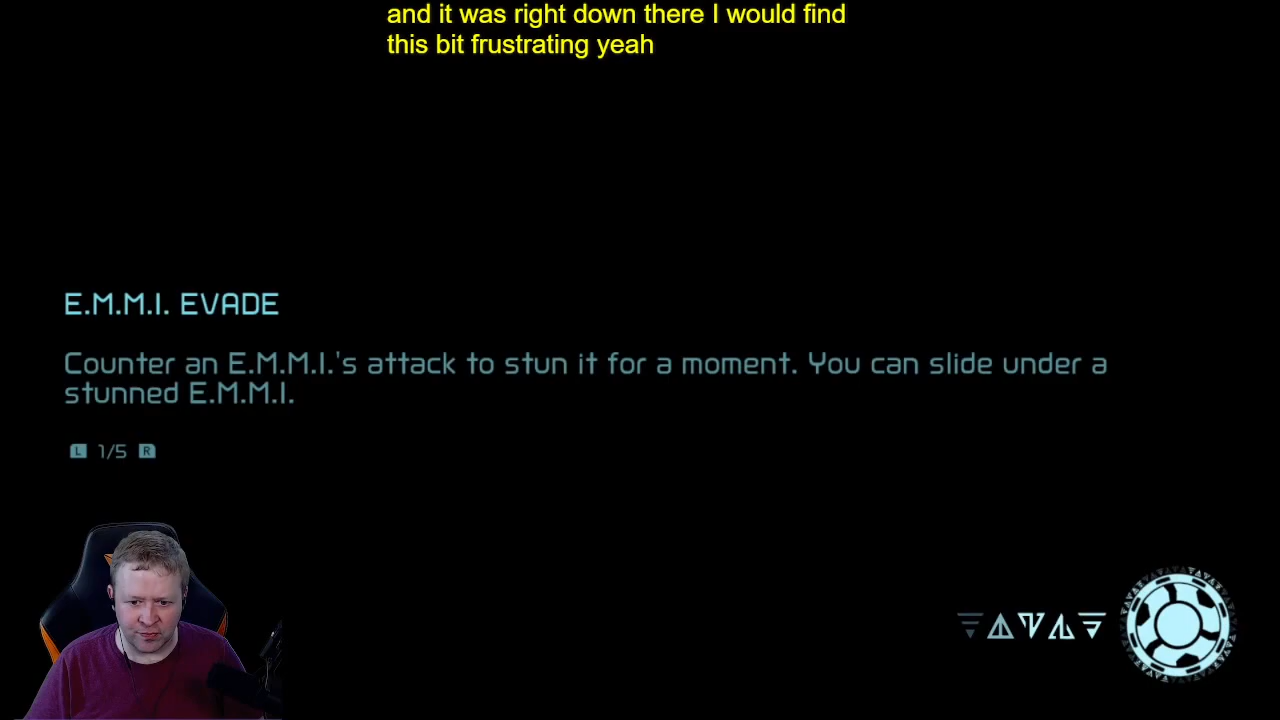 and it was right down there I would find
this bit frustrating yeah
E.M.M.I. EVADE
Counter an E.M.M.I.'s attack to stun it for a moment. You can slide under a
stunned E.M.M.I.
L 1/5 R